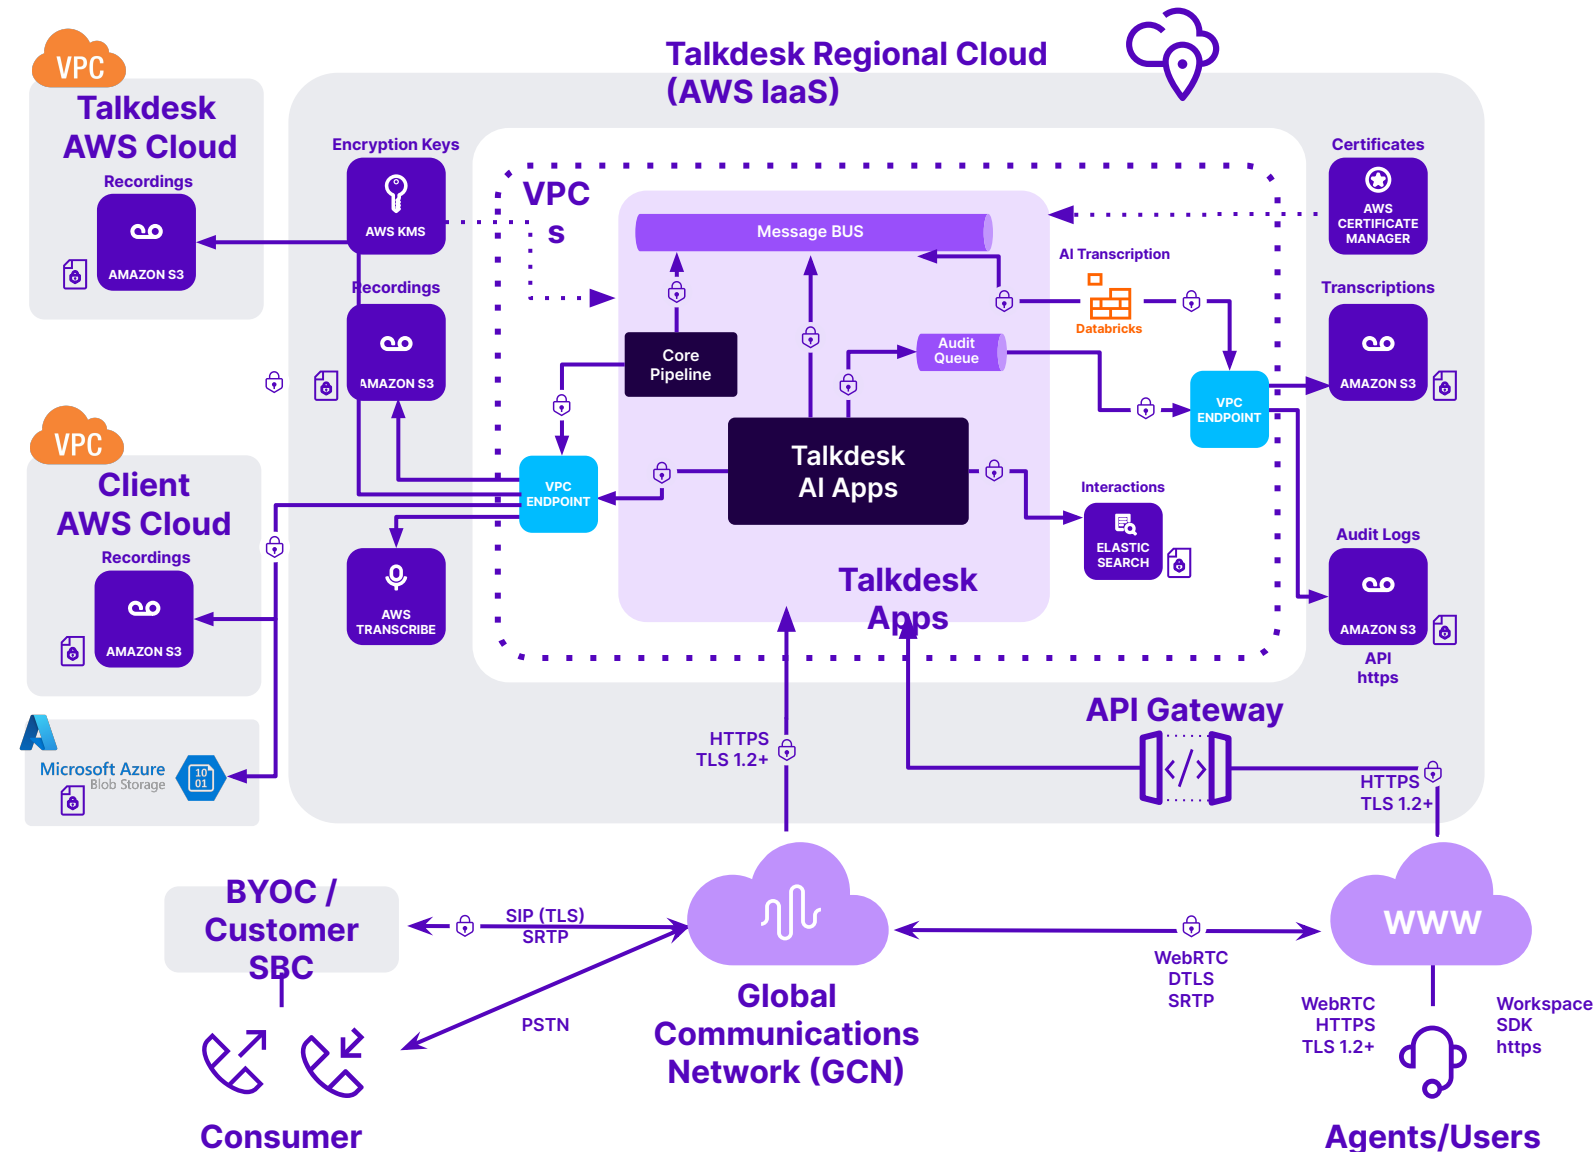 Talkdesk Regional Cloud
(AWS IaaS)
VPC
Talkdesk
AWS Cloud
Recordings
AMAZON S3
Encryption Keys
AWS KMS
Recordings
AMAZON S3
VPC
s
Message BUS
Certificates
AWS
CERTIFICATE
MANAGER
AI Transcription
Databricks
Transcriptions
AMAZON S3
Core
Pipeline
Audit
Queue
VPC
ENDPOINT
VPC
Client
AWS Cloud
Recordings
AMAZON S3
VPC
ENDPOINT
Talkdesk
AI Apps
Interactions
ELASTIC
SEARCH
Audit Logs
AMAZON S3
API
https
AWS
TRANSCRIBE
Talkdesk
Apps
Microsoft Azure
Blob Storage
10
01
HTTPS
TLS 1.2+
API Gateway
</>
HTTPS
TLS 1.2+
BYOC /
Customer
SBC
SIP (TLS)
SRTP
PSTN
Global
Communications
Network (GCN)
WebRTC
DTLS
SRTP
WWW
WebRTC
HTTPS
TLS 1.2+
Workspace
SDK
https
Consumer
Agents/Users